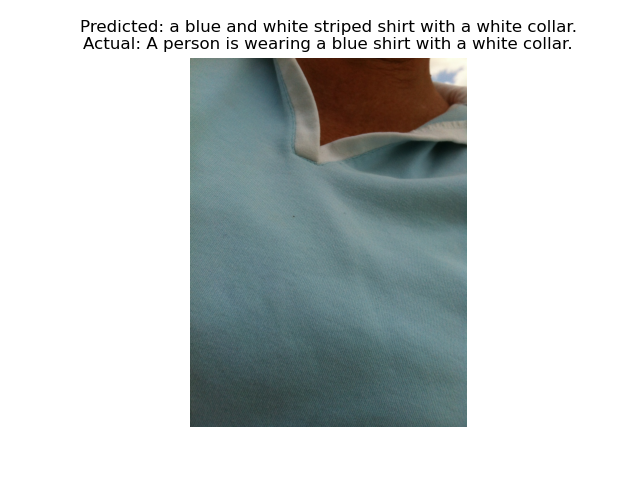 Predicted: a blue and white striped shirt with a white collar.
Actual: A person is wearing a blue shirt with a white collar.